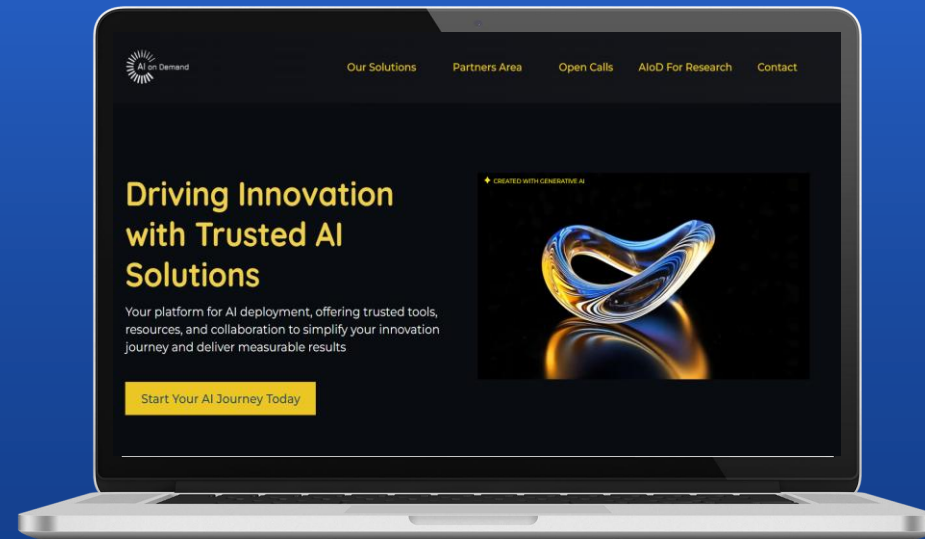 AI on Demand
Our Solutions Partners Area Open Calls AIoD For Research Contact
Driving Innovation
with Trusted AI
Solutions
CREATED WITH GENERATIVE AI
Your platform for AI deployment, offering trusted tools,
resources, and collaboration to simplify your innovation
journey and deliver measurable results
Start Your AI Journey Today